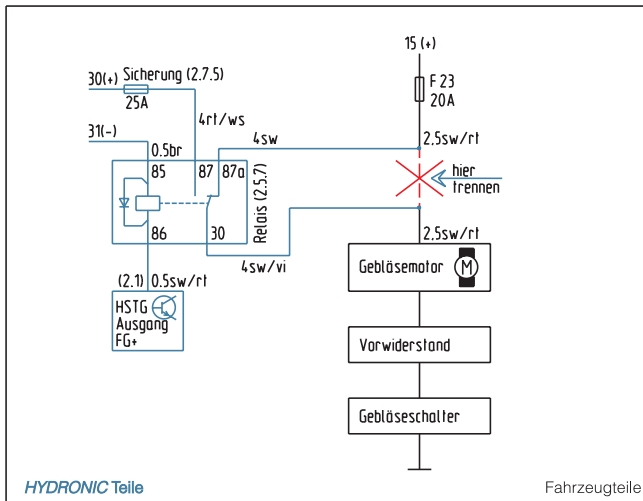 15 (+)
30(+) Sicherung (2.7.5)
25A
F 23
20A
4rt/ws
31(-)
4sw
2.5sw/rt
0.5br
85 87 87a
hier
trennen
Relais (2.5.7)
86 30
2.5sw/rt
4sw/vi
Gebläsemotor M
(2.1) 0.5sw/rt
HSTG
Ausgang
FG+
Vorwiderstand
Gebläseschalter
HYDRONIC Teile
Fahrzeugteile